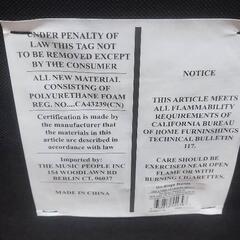 UNDER PENALTY OF
LAW THIS TAG NOT
TO BE REMOVED EXCEPT
BY THE CONSUMER
ALL NEW MATERIAL
CONSISTING OF
POLYURETHANE FOAM
REG. NO...CA43239(CN)
Certification is made by
the manufacturer that
the materials in this
article are described in
accordance with law
Imported by:
THE MUSIC PEOPLE INC
154 WOODLAWN RD
BERLIN CT. 06037
MADE IN CHINA
NOTICE
THIS ARTICLE MEETS
ALL FLAMMABILITY
REQUIREMENTS OF
CALIFORNIA BUREAU
OF HOME FURNINSHINGS
TECHNICAL BULLETIN
117.
CARE SHOULD BE
EXERCISED NEAR OPEN
FLAME OR WITH
BURNING CIGARETTES.